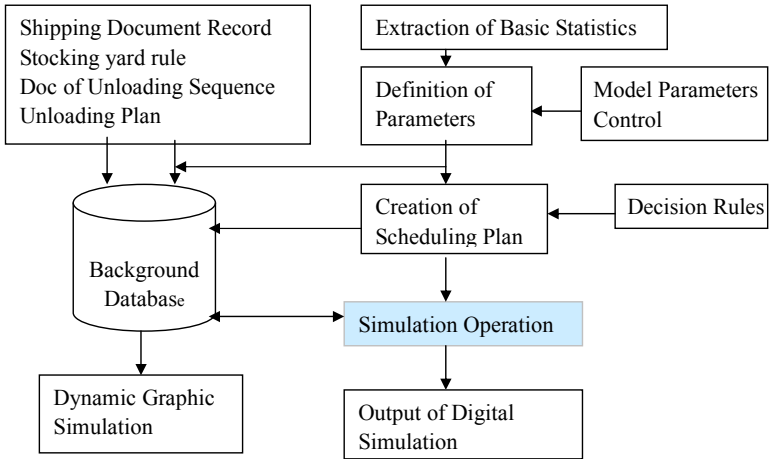 Shipping Document Record
Stocking yard rule
Doc of Unloading Sequence
Unloading Plan
Extraction of Basic Statistics
Definition of
Parameters
Model Parameters
Control
Creation of
Scheduling Plan
Decision Rules
Background
Database
Simulation Operation
Dynamic Graphic
Simulation
Output of Digital
Simulation